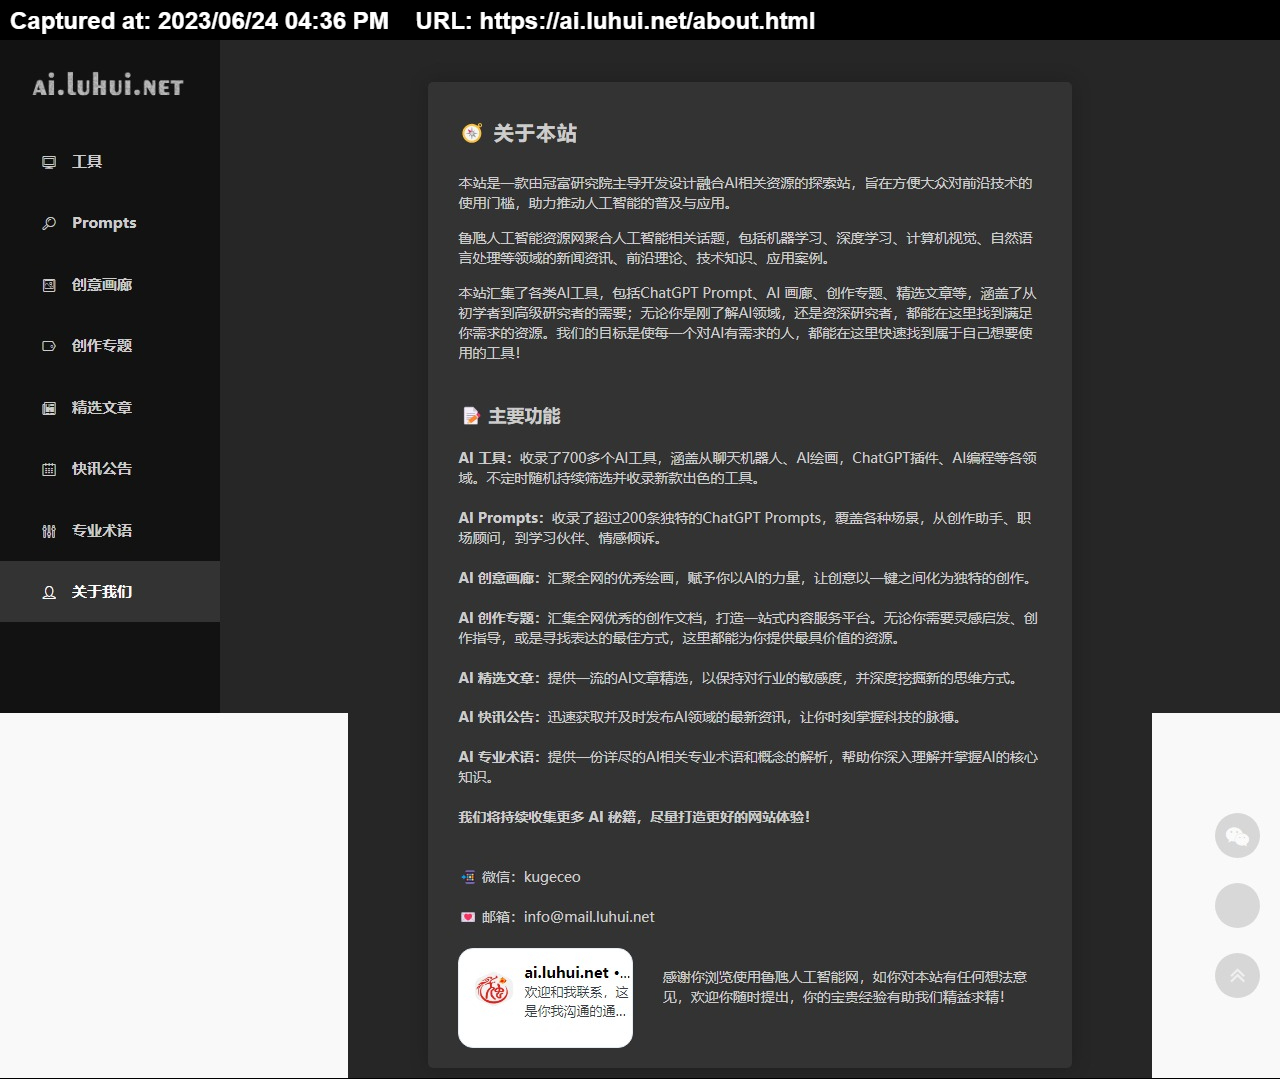 Captured at: 2023/06/24 04:36 PM    URL: https://ai.luhui.net/about.html
ai.luhui.net
工具
Prompts
创意画廊
创作专题
精选文章
快讯公告
专业术语
关于我们
关于本站
本站是一款由冠富研究院主导开发设计融合AI相关资源的探索站，旨在方便大众对前沿技术的
使用门槛，助力推动人工智能的普及与应用。
鲁虺人工智能资源网聚合人工智能相关话题，包括机器学习、深度学习、计算机视觉、自然语
言处理等领域的新闻资讯、前沿理论、技术知识、应用案例。
本站汇集了各类AI工具，包括ChatGPT Prompt、AI 画廊、创作专题、精选文章等，涵盖了从
初学者到高级研究者的需要；无论你是刚了解AI领域，还是资深研究者，都能在这里找到满足
你需求的资源。我们的目标是使每一个对AI有需求的人，都能在这里快速找到属于自己想要使
用的工具！
主要功能
AI 工具：收录了700多个AI工具，涵盖从聊天机器人、AI绘画，ChatGPT插件、AI编程等各领
域。不定时随机持续筛选并收录新款出色的工具。
AI Prompts：收录了超过200条独特的ChatGPT Prompts，覆盖各种场景，从创作助手、职
场顾问，到学习伙伴、情感倾诉。
AI 创意画廊：汇聚全网的优秀绘画，赋予你以AI的力量，让创意以一键之间化为独特的创作。
AI 创作专题：汇集全网优秀的创作文档，打造一站式内容服务平台。无论你需要灵感启发、创
作指导，或是寻找表达的最佳方式，这里都能为你提供最具价值的资源。
AI 精选文章：提供一流的AI文章精选，以保持对行业的敏感度，并深度挖掘新的思维方式。
AI 快讯公告：迅速获取并及时发布AI领域的最新资讯，让你时刻掌握科技的脉搏。
AI 专业术语：提供一份详尽的AI相关专业术语和概念的解析，帮助你深入理解并掌握AI的核心
知识。
我们将持续收集更多 AI 秘籍，尽量打造更好的网站体验！
微信：kugeceo
邮箱：info@mail.luhui.net
ai.luhui.net •...
欢迎和我联系，这
是你我沟通的通...
感谢你浏览使用鲁虺人工智能网，如你对本站有任何想法意
见，欢迎你随时提出，你的宝贵经验有助我们精益求精！